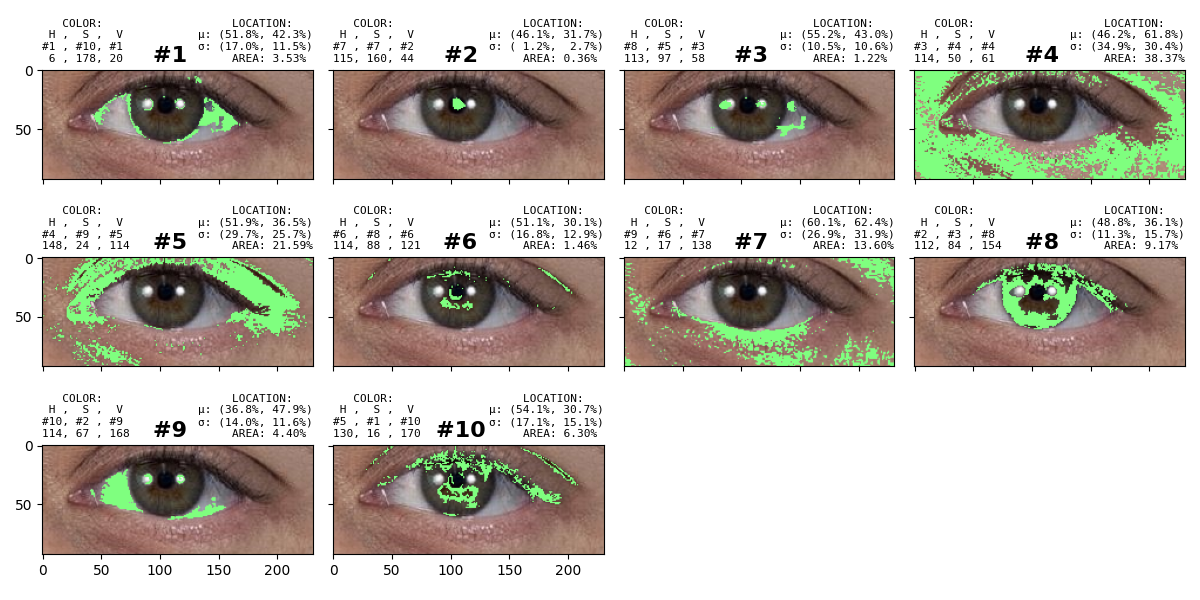 COLOR: LOCATION:
H , S , V μ: (51.8%, 42.3%)
#1 , #10, #1 σ: (17.0%, 11.5%)
6 , 178, 20 #1 AREA: 3.53%
COLOR: LOCATION:
H , S , V μ: (46.1%, 31.7%)
#7 , #7 , #2 σ: ( 1.2%, 2.7%)
115, 160, 44 #2 AREA: 0.36%
COLOR: LOCATION:
H , S , V μ: (55.2%, 43.0%)
#8 , #5 , #3 σ: (10.5%, 10.6%)
113, 97 , 58 #3 AREA: 1.22%
COLOR: LOCATION:
H , S , V μ: (46.2%, 61.8%)
#3 , #4 , #4 σ: (34.9%, 30.4%)
114, 50 , 61 #4 AREA: 38.37%
0
50
COLOR: LOCATION:
H , S , V μ: (51.9%, 36.5%)
#4 , #9 , #5 σ: (29.7%, 25.7%)
148, 24 , 114 #5 AREA: 21.59%
COLOR: LOCATION:
H , S , V μ: (51.1%, 30.1%)
#6 , #8 , #6 σ: (16.8%, 12.9%)
114, 88 , 121 #6 AREA: 1.46%
COLOR: LOCATION:
H , S , V μ: (60.1%, 62.4%)
#9 , #6 , #7 σ: (26.9%, 31.9%)
12 , 17 , 138 #7 AREA: 13.60%
COLOR: LOCATION:
H , S , V μ: (48.8%, 36.1%)
#2 , #3 , #8 σ: (11.3%, 15.7%)
112, 84 , 154 #8 AREA: 9.17%
0
50
COLOR: LOCATION:
H , S , V μ: (36.8%, 47.9%)
#10, #2 , #9 σ: (14.0%, 11.6%)
114, 67 , 168 #9 AREA: 4.40%
COLOR: LOCATION:
H , S , V μ: (54.1%, 30.7%)
#5 , #1 , #10 σ: (17.1%, 15.1%)
130, 16 , 170 #10 AREA: 6.30%
0
50
0 50 100 150 200
0 50 100 150 200